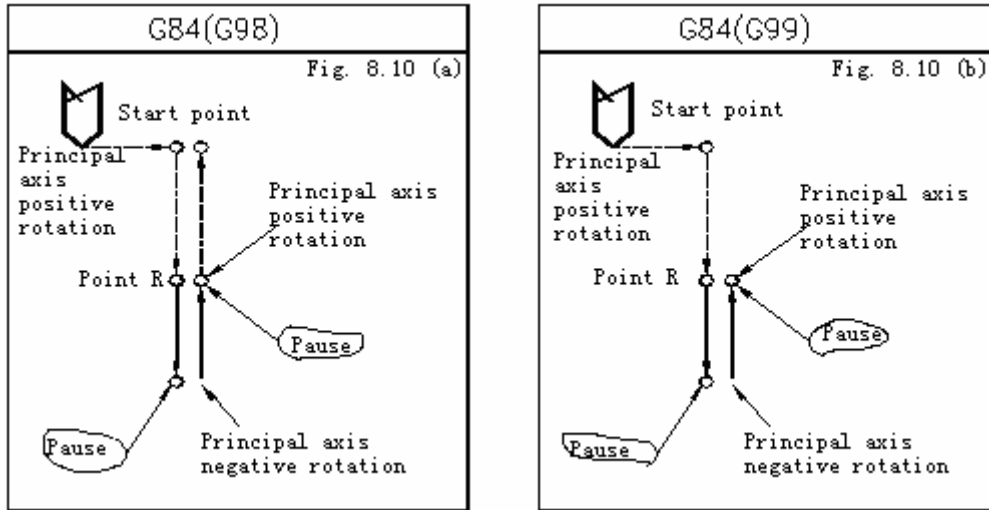 G84(G98)
Fig. 8.10 (a)
Start point
Principal
axis
positive
rotation
Principal axis
positive
rotation
Point R
Pause
Pause
Principal axis
negative rotation
G84(G99)
Fig. 8.10 (b)
Start point
Principal
axis
positive
rotation
Principal axis
positive
rotation
Point R
Pause
Pause
Principal axis
negative rotation